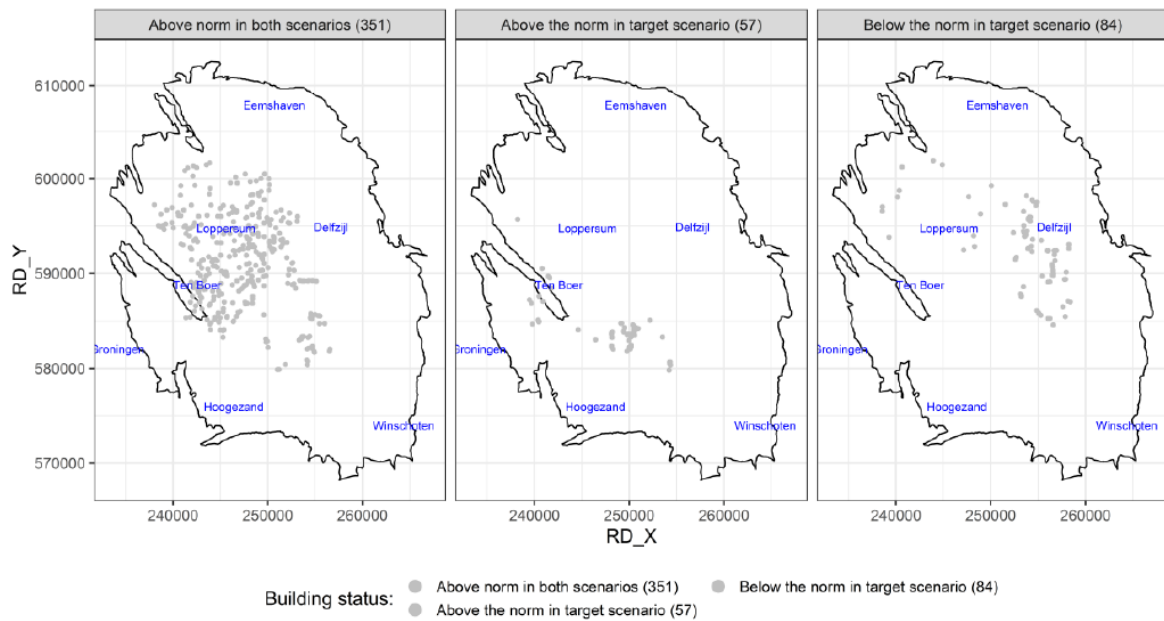 Above norm in both scenarios (351)
Above the norm in target scenario (57)
Below the norm in target scenario (84)
RD_Y
610000
600000
590000
580000
570000
Eemshaven
Loppersum
Delfzijl
Ten Boer
Groningen
Hoogezand
Winschoten
Eemshaven
Loppersum
Delfzijl
Ten Boer
Groningen
Hoogezand
Winschoten
Eemshaven
Loppersum
Delfzijl
Ten Boer
Groningen
Hoogezand
Winschoten
240000 250000 260000
240000 250000 260000
240000 250000 260000
RD_X
Building status:
Above norm in both scenarios (351)
Below the norm in target scenario (84)
Above the norm in target scenario (57)